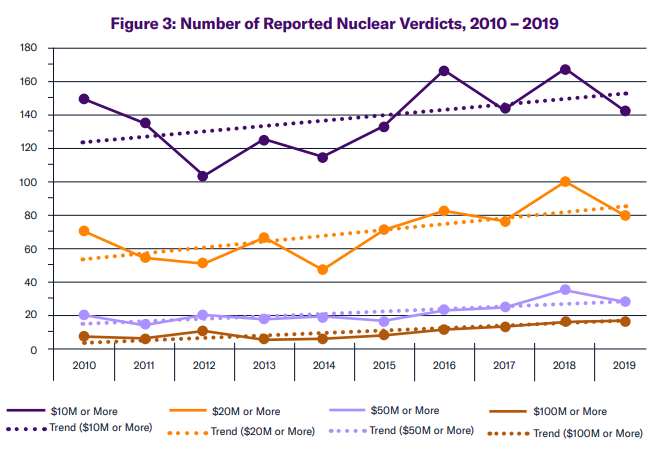 Figure 3: Number of Reported Nuclear Verdicts, 2010 – 2019
180
160
140
120
100
80
60
40
20
0
2010 2011 2012 2013 2014 2015 2016 2017 2018 2019
$10M or More $20M or More $50M or More $100M or More
Trend ($10M or More) Trend ($20M or More) Trend ($50M or More) Trend ($100M or More)